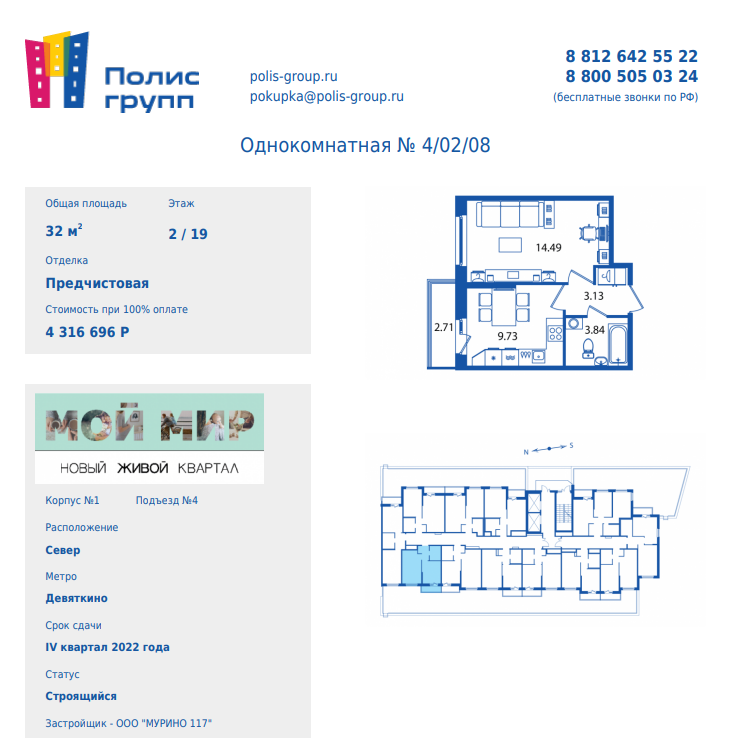 Полис
групп
polis-group.ru
pokupka@polis-group.ru
8 812 642 55 22
8 800 505 03 24
(бесплатные звонки по РФ)
Однокомнатная № 4/02/08
Общая площадь
Этаж
32 м²
2 / 19
Отделка
Предчистовая
Стоимость при 100% оплате
4 316 696 Р
14.49
3.13
2.71
9.73
3.84
МОЙ МИР
НОВЫЙ ЖИВОЙ КВАРТАЛ
N
S
Корпус №1
Подъезд №4
Расположение
Север
Метро
Девяткино
Срок сдачи
IV квартал 2022 года
Статус
Строящийся
Застройщик - ООО "МУРИНО 117"